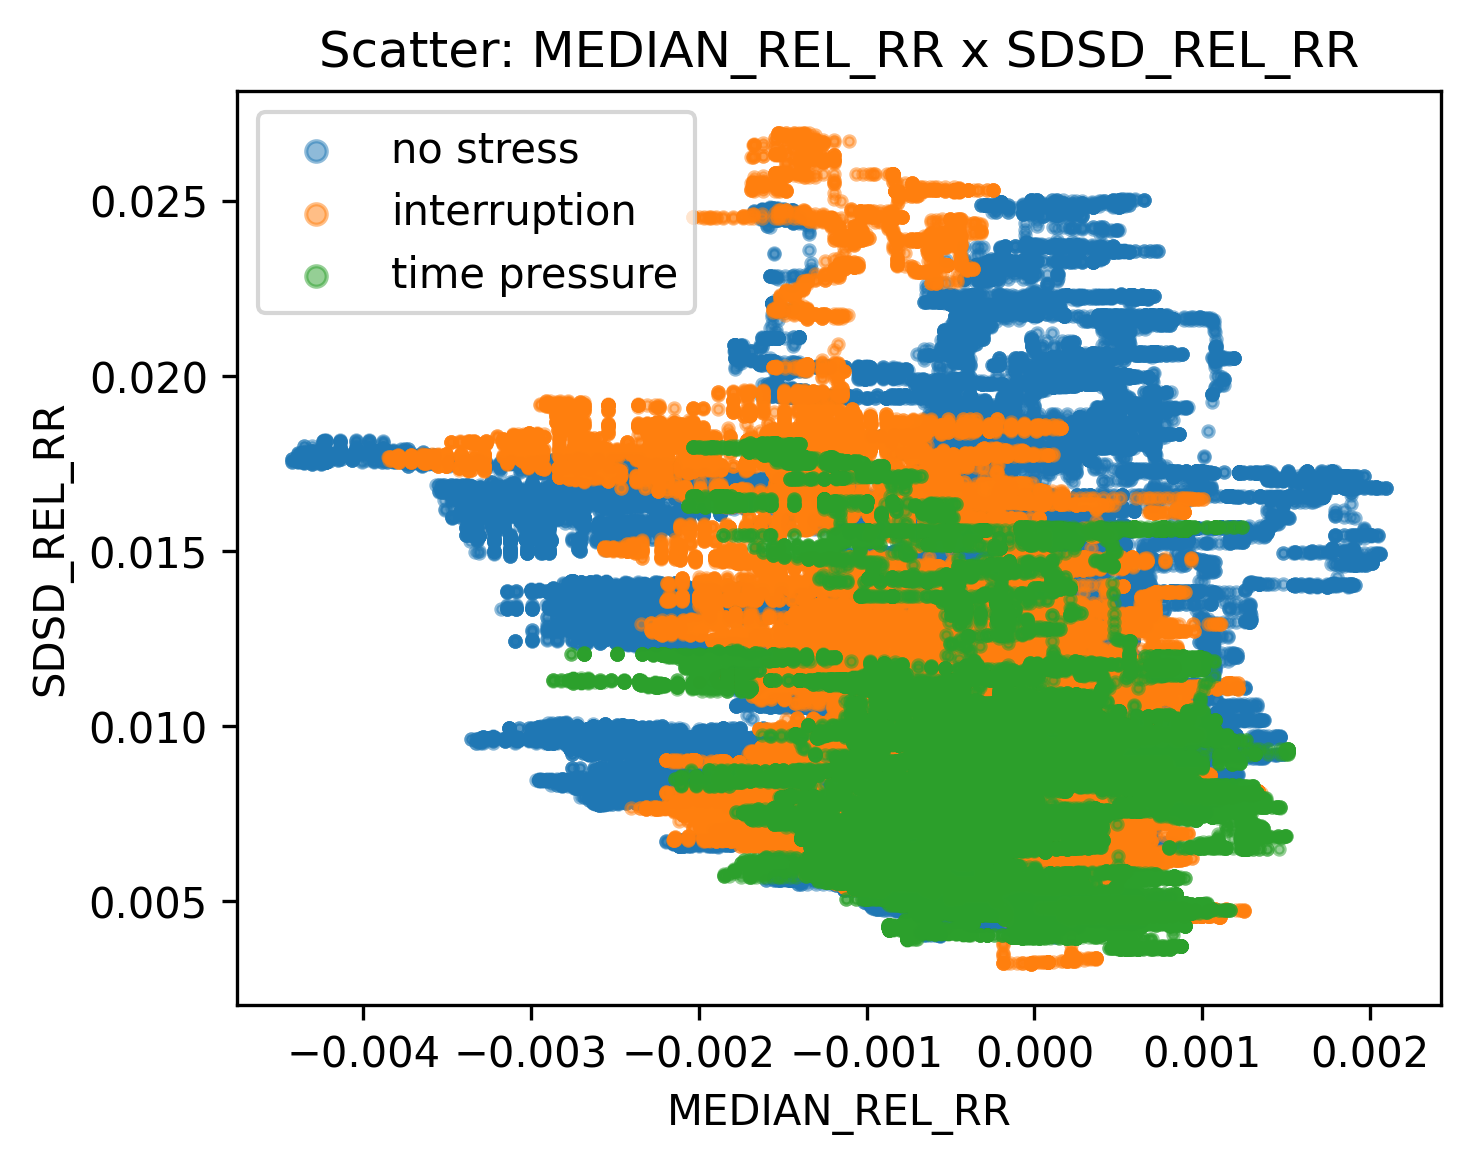 Scatter: MEDIAN_REL_RR x SDSD_REL_RR
no stress
interruption
time pressure
0.025
0.020
0.015
0.010
0.005
SDSD_REL_RR
−0.004 −0.003 −0.002 −0.001 0.000 0.001 0.002
MEDIAN_REL_RR